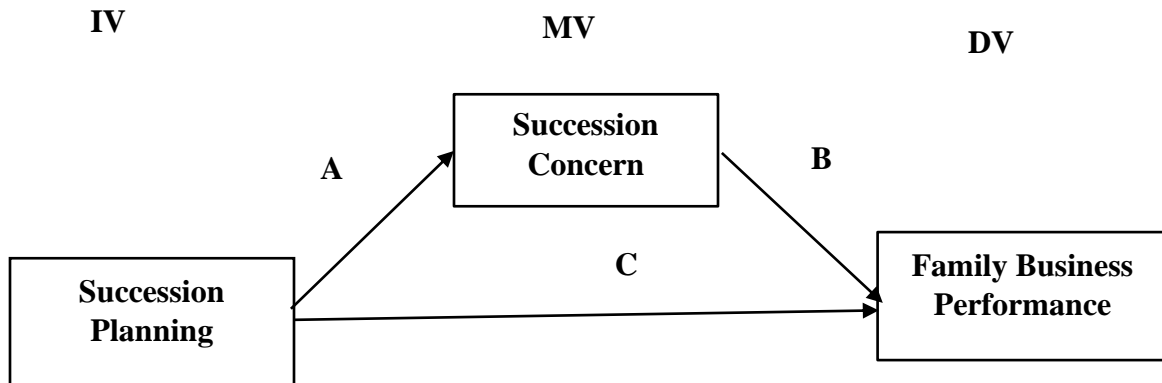 IV
MV
DV
Succession
Concern
A
B
C
Succession
Planning
Family Business
Performance